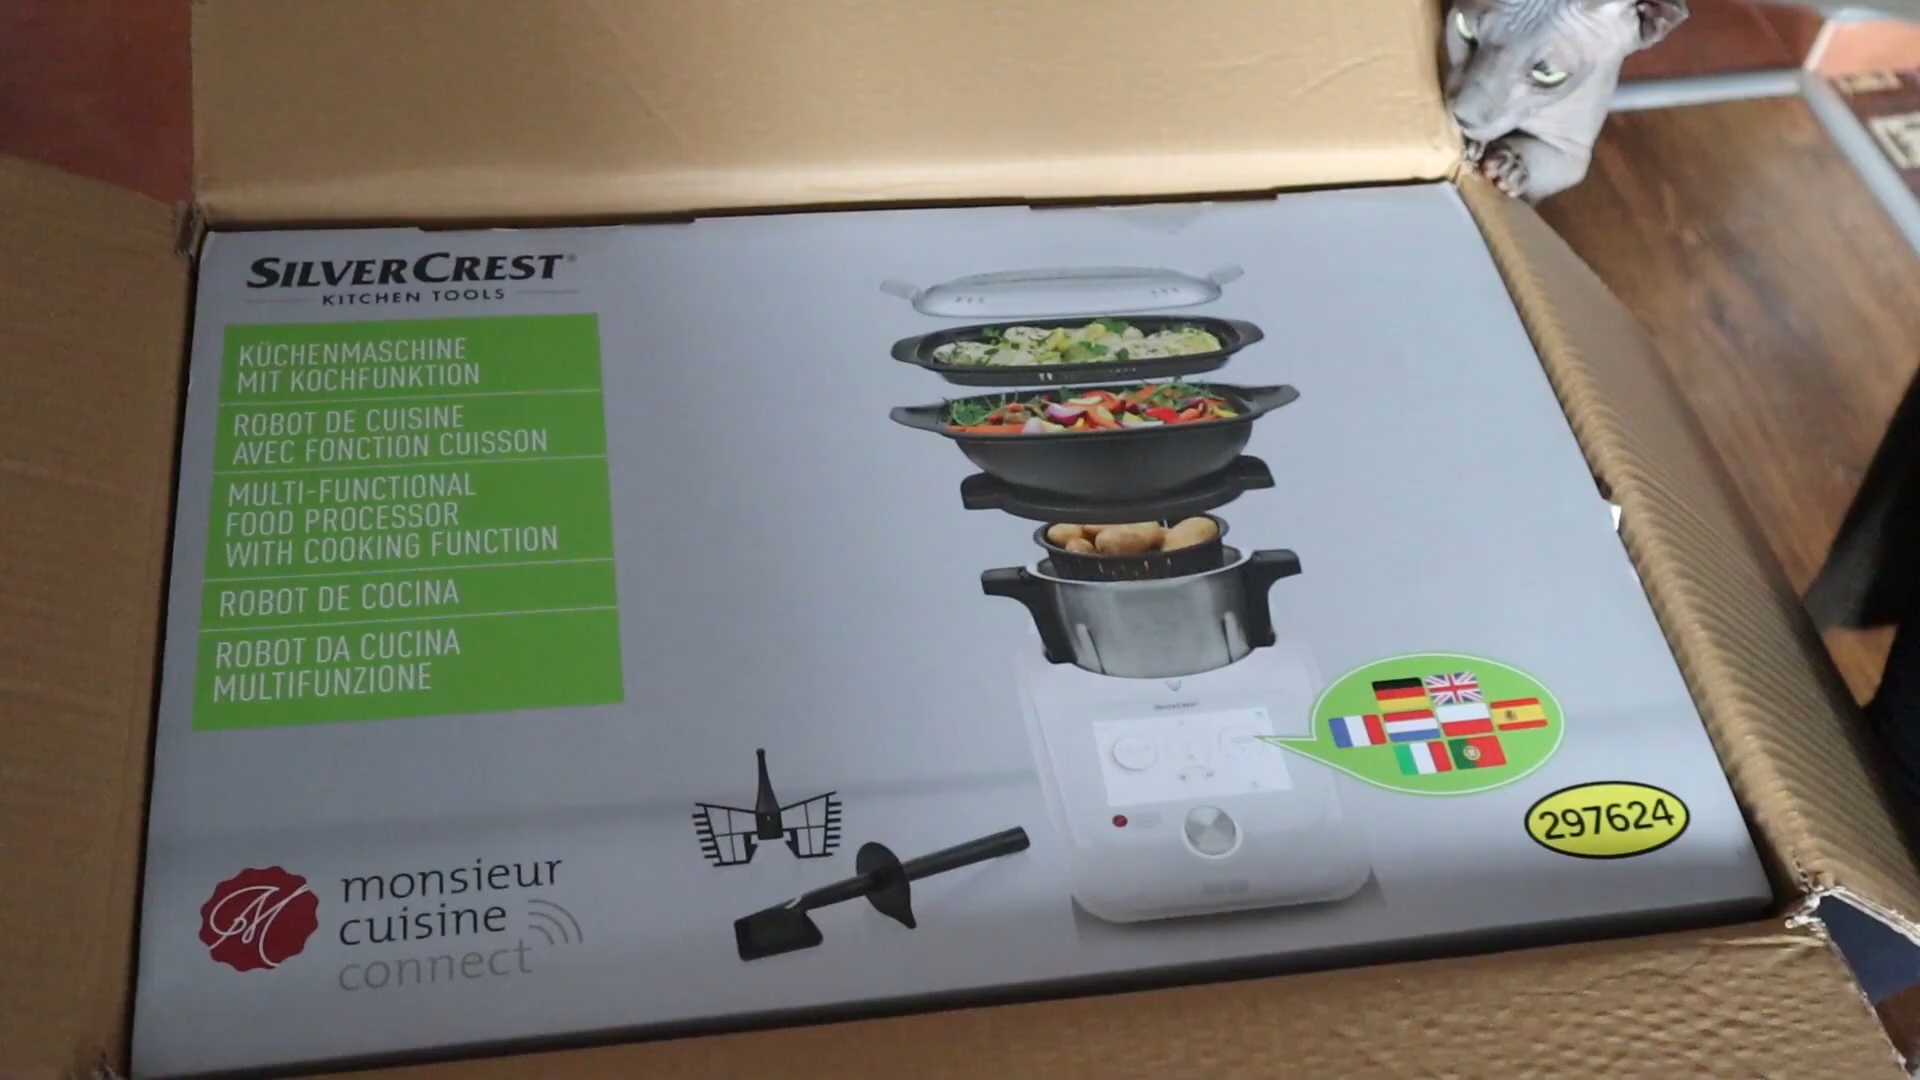 SILVERCREST®
KITCHEN TOOLS
KÜCHENMASCHINE
MIT KOCHFUNKTION
ROBOT DE CUISINE
AVEC FONCTION CUISSON
MULTI-FUNCTIONAL
FOOD PROCESSOR
WITH COOKING FUNCTION
ROBOT DE COCINA
ROBOT DA CUCINA
MULTIFUNZIONE
monsieur
cuisine
connect
297624